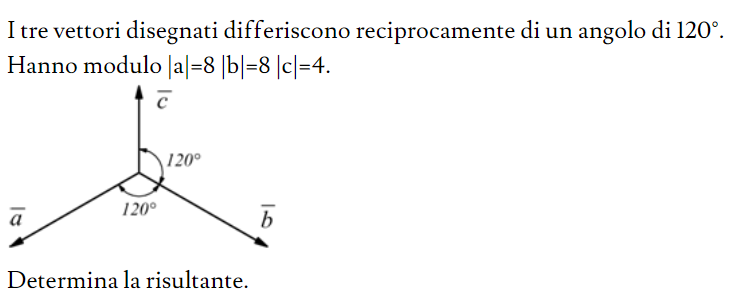 I tre vettori disegnati differiscono reciprocamente di un angolo di 120°.
Hanno modulo |a|=8 |b|=8 |c|=4.
c̅
120°
a̅
120°
b̅
Determina la risultante.